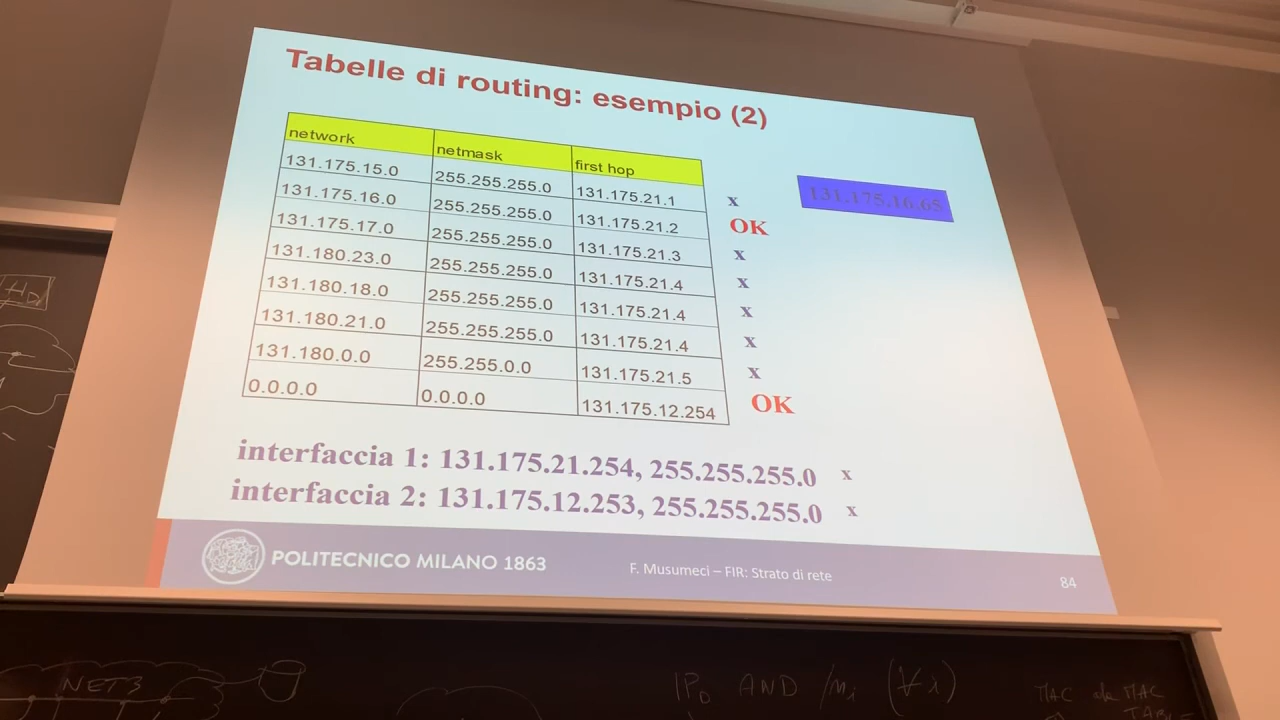 Tabelle di routing: esempio (2)
network netmask first hop
131.175.15.0 255.255.255.0 131.175.21.1 x
131.175.16.0 255.255.255.0 131.175.21.2 OK
131.175.17.0 255.255.255.0 131.175.21.3 x
131.180.23.0 255.255.255.0 131.175.21.4 x
131.180.18.0 255.255.255.0 131.175.21.4 x
131.180.21.0 255.255.255.0 131.175.21.4 x
131.180.0.0 255.255.0.0 131.175.21.5 x
0.0.0.0 0.0.0.0 131.175.12.254 OK
131.175.16.65
interfaccia 1: 131.175.21.254, 255.255.255.0 x
interfaccia 2: 131.175.12.253, 255.255.255.0 x
POLITECNICO MILANO 1863
F. Musumeci – FIR: Strato di rete
84
NET3
IP_D AND /m_i (∀i)
MAC